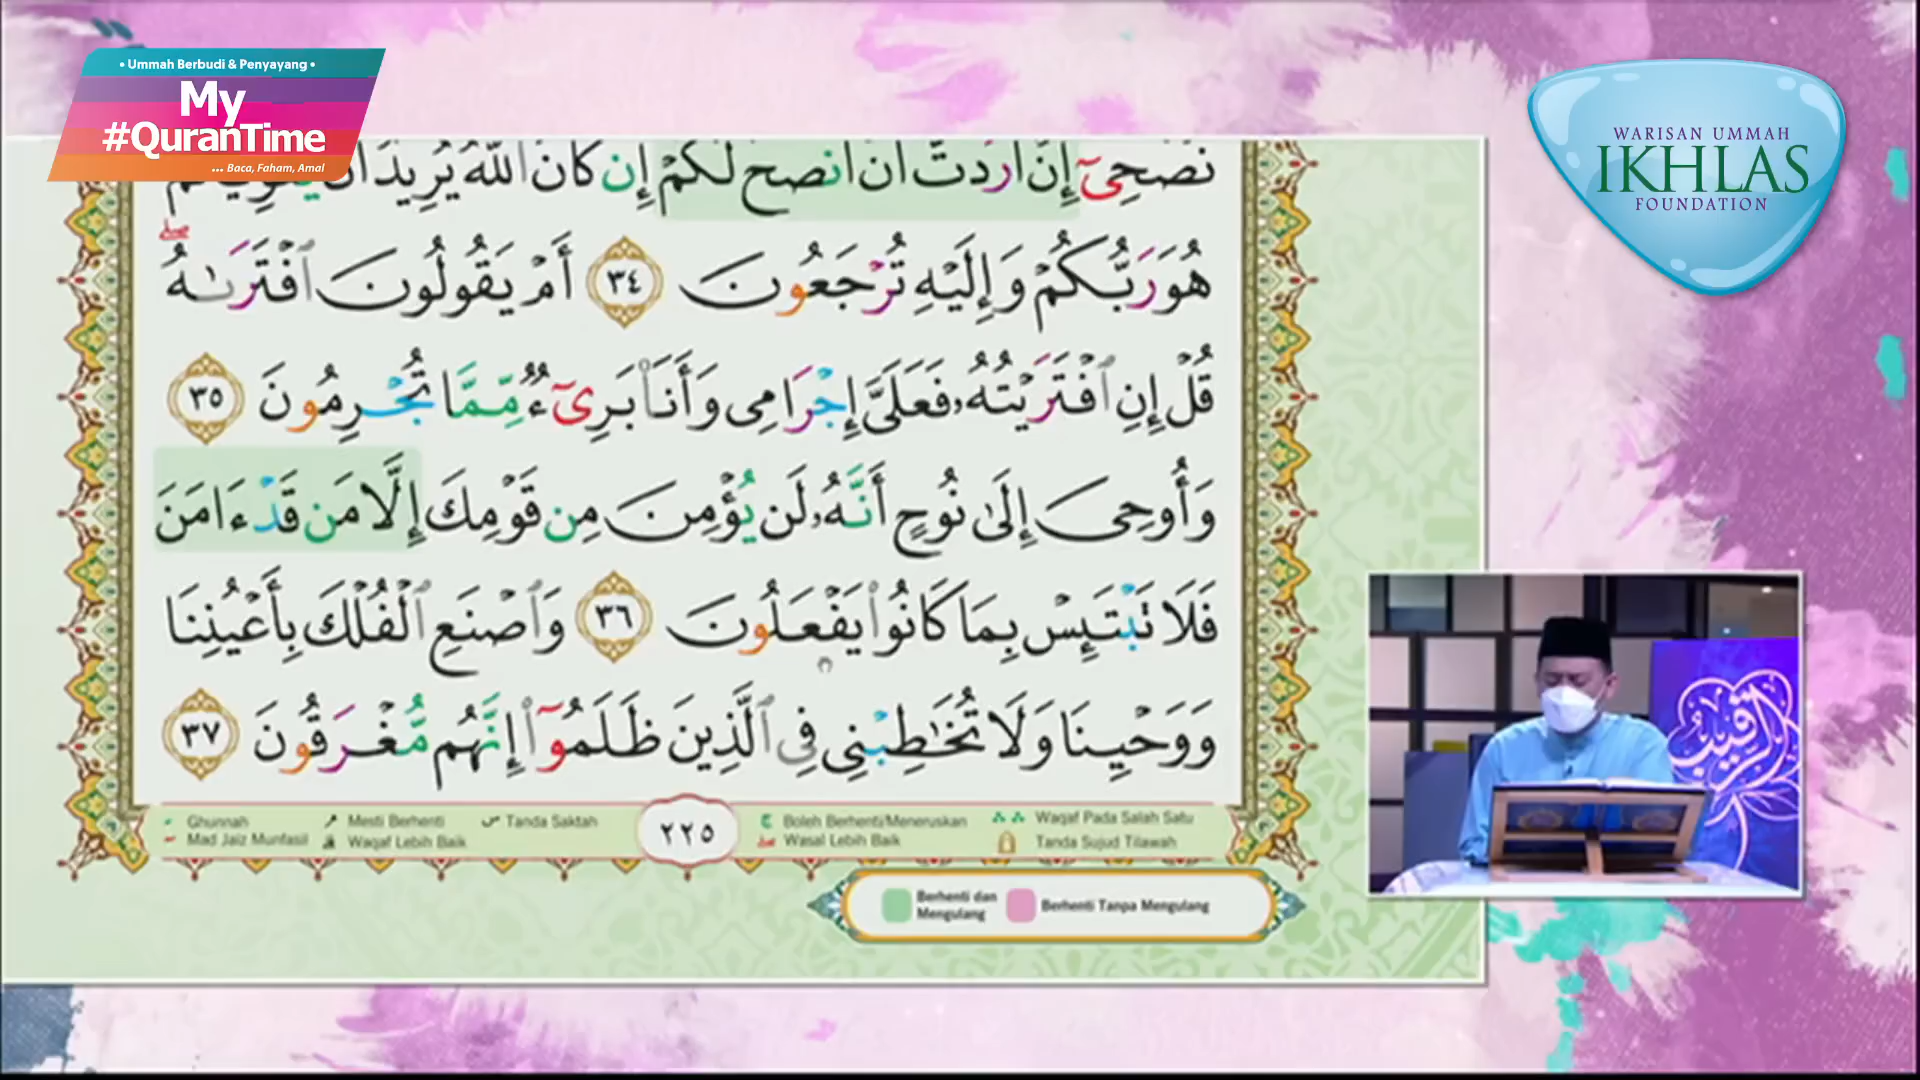 • Ummah Berbudi & Penyayang •
My
#QuranTime
... Baca, Faham, Amal
WARISAN UMMAH
IKHLAS
FOUNDATION
نُصْحِىٓ إِنْ أَرَدتُّ أَنْ أَنصَحَ لَكُمْ إِن كَانَ ٱللَّهُ يُرِيدُ أَن يُغْوِيَكُمْ
هُوَ رَبُّكُمْ وَإِلَيْهِ تُرْجَعُونَ ٣٤ أَمْ يَقُولُونَ ٱفْتَرَىٰهُ ۖ
قُلْ إِنِ ٱفْتَرَيْتُهُۥ فَعَلَىَّ إِجْرَامِى وَأَنَا۠ بَرِىٓءٌ مِّمَّا تُجْرِمُونَ ٣٥
وَأُوحِىَ إِلَىٰ نُوحٍ أَنَّهُۥ لَن يُؤْمِنَ مِن قَوْمِكَ إِلَّا مَن قَدْ ءَامَنَ
فَلَا تَبْتَئِسْ بِمَا كَانُوا۟ يَفْعَلُونَ ٣٦ وَٱصْنَعِ ٱلْفُلْكَ بِأَعْيُنِنَا
وَوَحْيِنَا وَلَا تُخَـٰطِبْنِى فِى ٱلَّذِينَ ظَلَمُوٓا۟ إِنَّهُم مُّغْرَقُونَ ٣٧
Ghunnah Mesti Berhenti Tanda Saktah ٢٢٥ Boleh Berhenti/Meneruskan Waqaf Pada Salah Satu
Mad Jaiz Munfasil Waqaf Lebih Baik Wasal Lebih Baik Tanda Sujud Tilawah
Berhenti dan
Mengulang
Berhenti Tanpa Mengulang
الرقيب